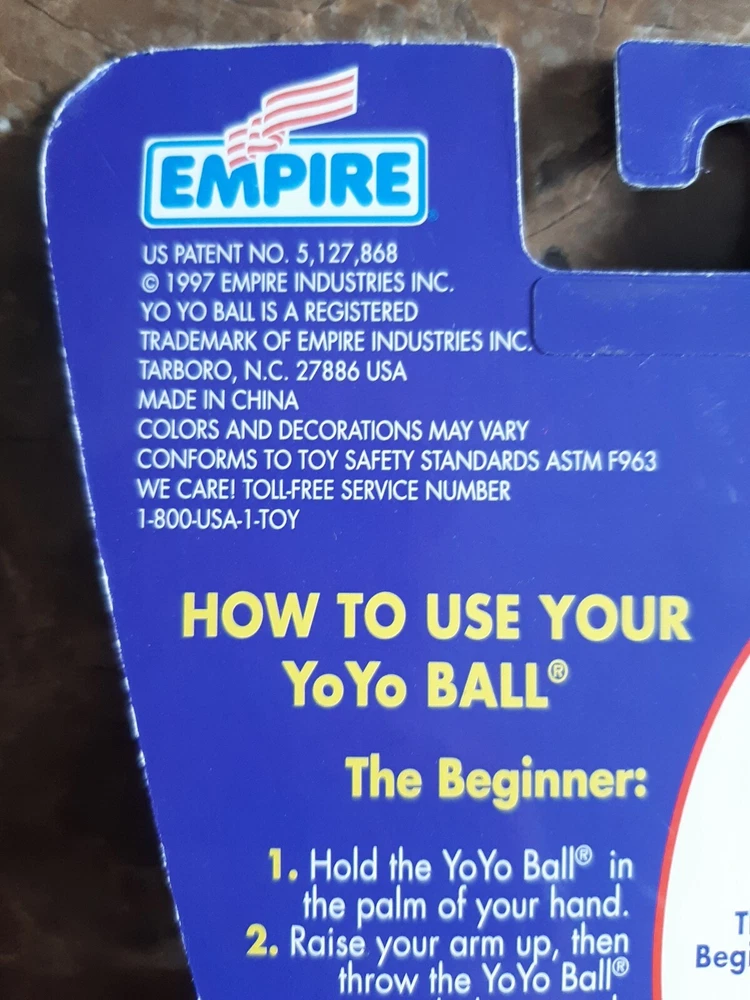 EMPIRE
US PATENT NO. 5,127,868
© 1997 EMPIRE INDUSTRIES INC.
YO YO BALL IS A REGISTERED
TRADEMARK OF EMPIRE INDUSTRIES INC.
TARBORO, N.C. 27886 USA
MADE IN CHINA
COLORS AND DECORATIONS MAY VARY
CONFORMS TO TOY SAFETY STANDARDS ASTM F963
WE CARE! TOLL-FREE SERVICE NUMBER
1-800-USA-1-TOY
HOW TO USE YOUR
YoYo BALL®
The Beginner:
1. Hold the YoYo Ball® in
the palm of your hand.
2. Raise your arm up, then
throw the YoYo Ball®